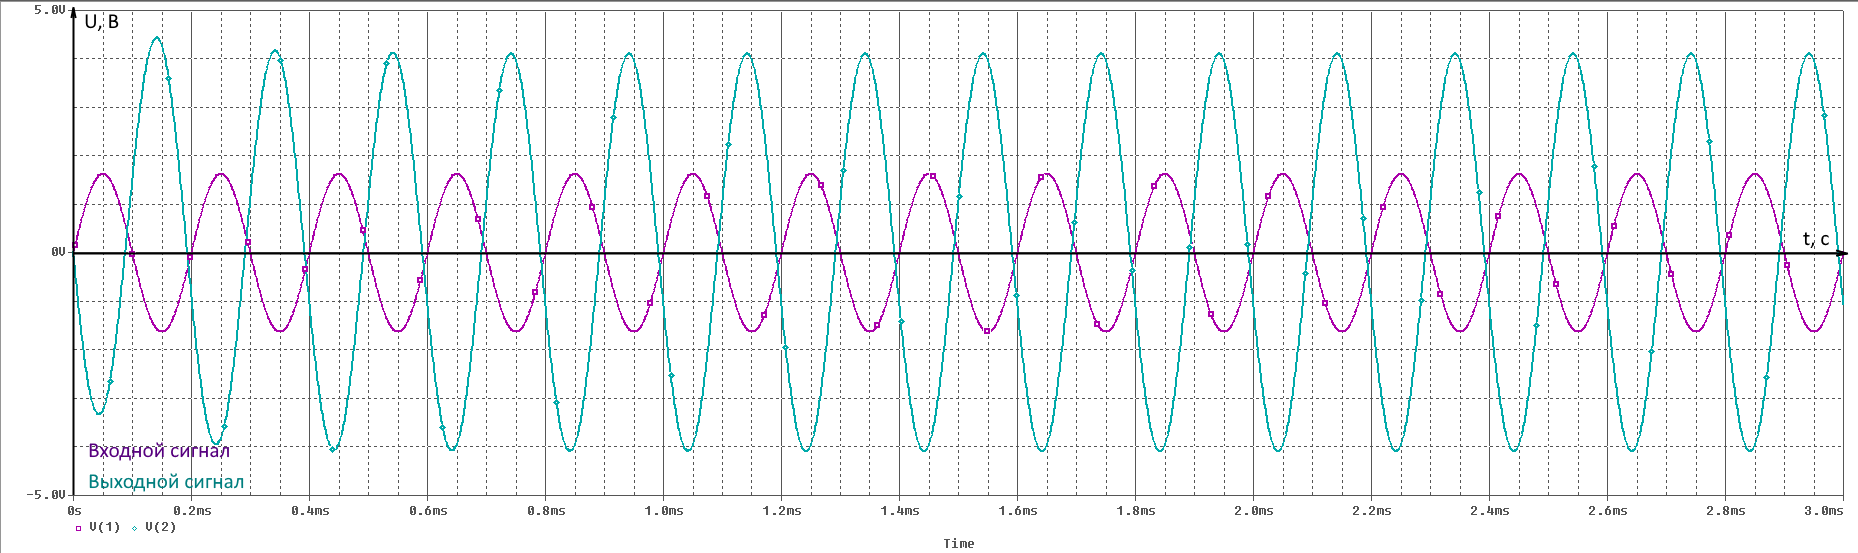 5.0V
U, В
0V
t, с
Входной сигнал
Выходной сигнал
-5.0V
0s 0.2ms 0.4ms 0.6ms 0.8ms 1.0ms 1.2ms 1.4ms 1.6ms 1.8ms 2.0ms 2.2ms 2.4ms 2.6ms 2.8ms 3.0ms
V(1) V(2)
Time